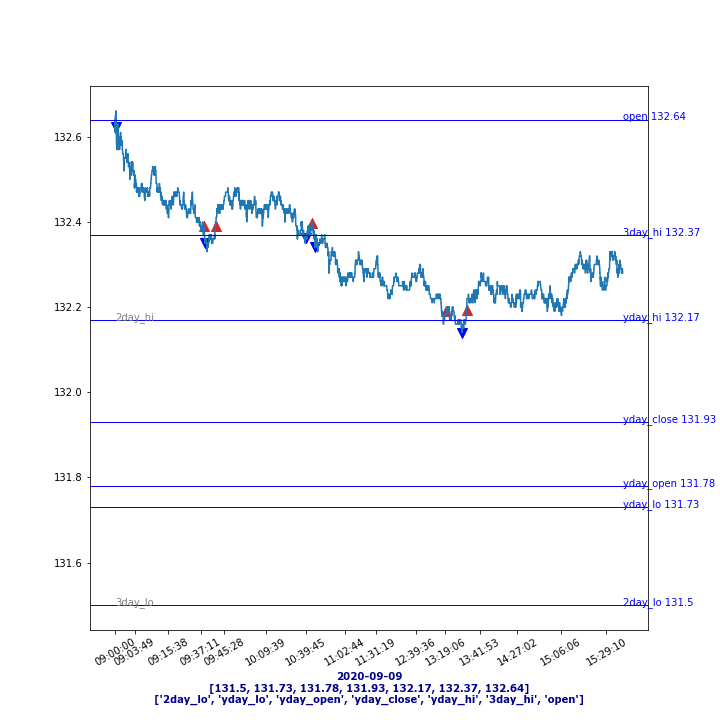 open 132.64
132.6
132.4
3day_hi 132.37
132.2
2day_hi
yday_hi 132.17
132.0
yday_close 131.93
131.8
yday_open 131.78
yday_lo 131.73
131.6
3day_lo
2day_lo 131.5
09:00:00 09:03:49 09:15:38 09:37:11 09:45:28 10:09:39 10:39:45 11:02:44 11:31:19 12:39:36 13:19:06 13:41:53 14:27:02 15:06:06 15:29:10
2020-09-09
[131.5, 131.73, 131.78, 131.93, 132.17, 132.37, 132.64]
['2day_lo', 'yday_lo', 'yday_open', 'yday_close', 'yday_hi', '3day_hi', 'open']